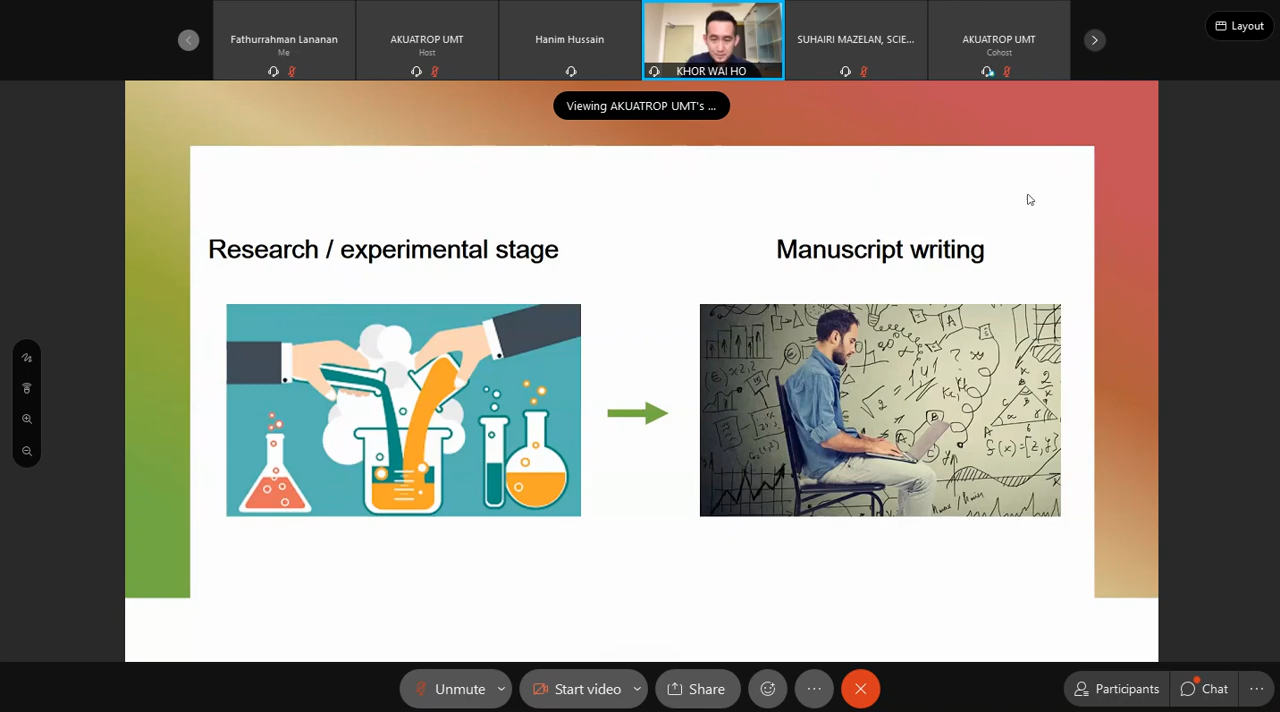 Fathurrahman Lananan
Me
AKUATROP UMT
Host
Hanim Hussain
KHOR WAI HO
SUHAIRI MAZELAN, SCIE...
AKUATROP UMT
Cohost
Layout
Viewing AKUATROP UMT's ...
Research / experimental stage
Manuscript writing
Unmute
Start video
Share
Participants
Chat